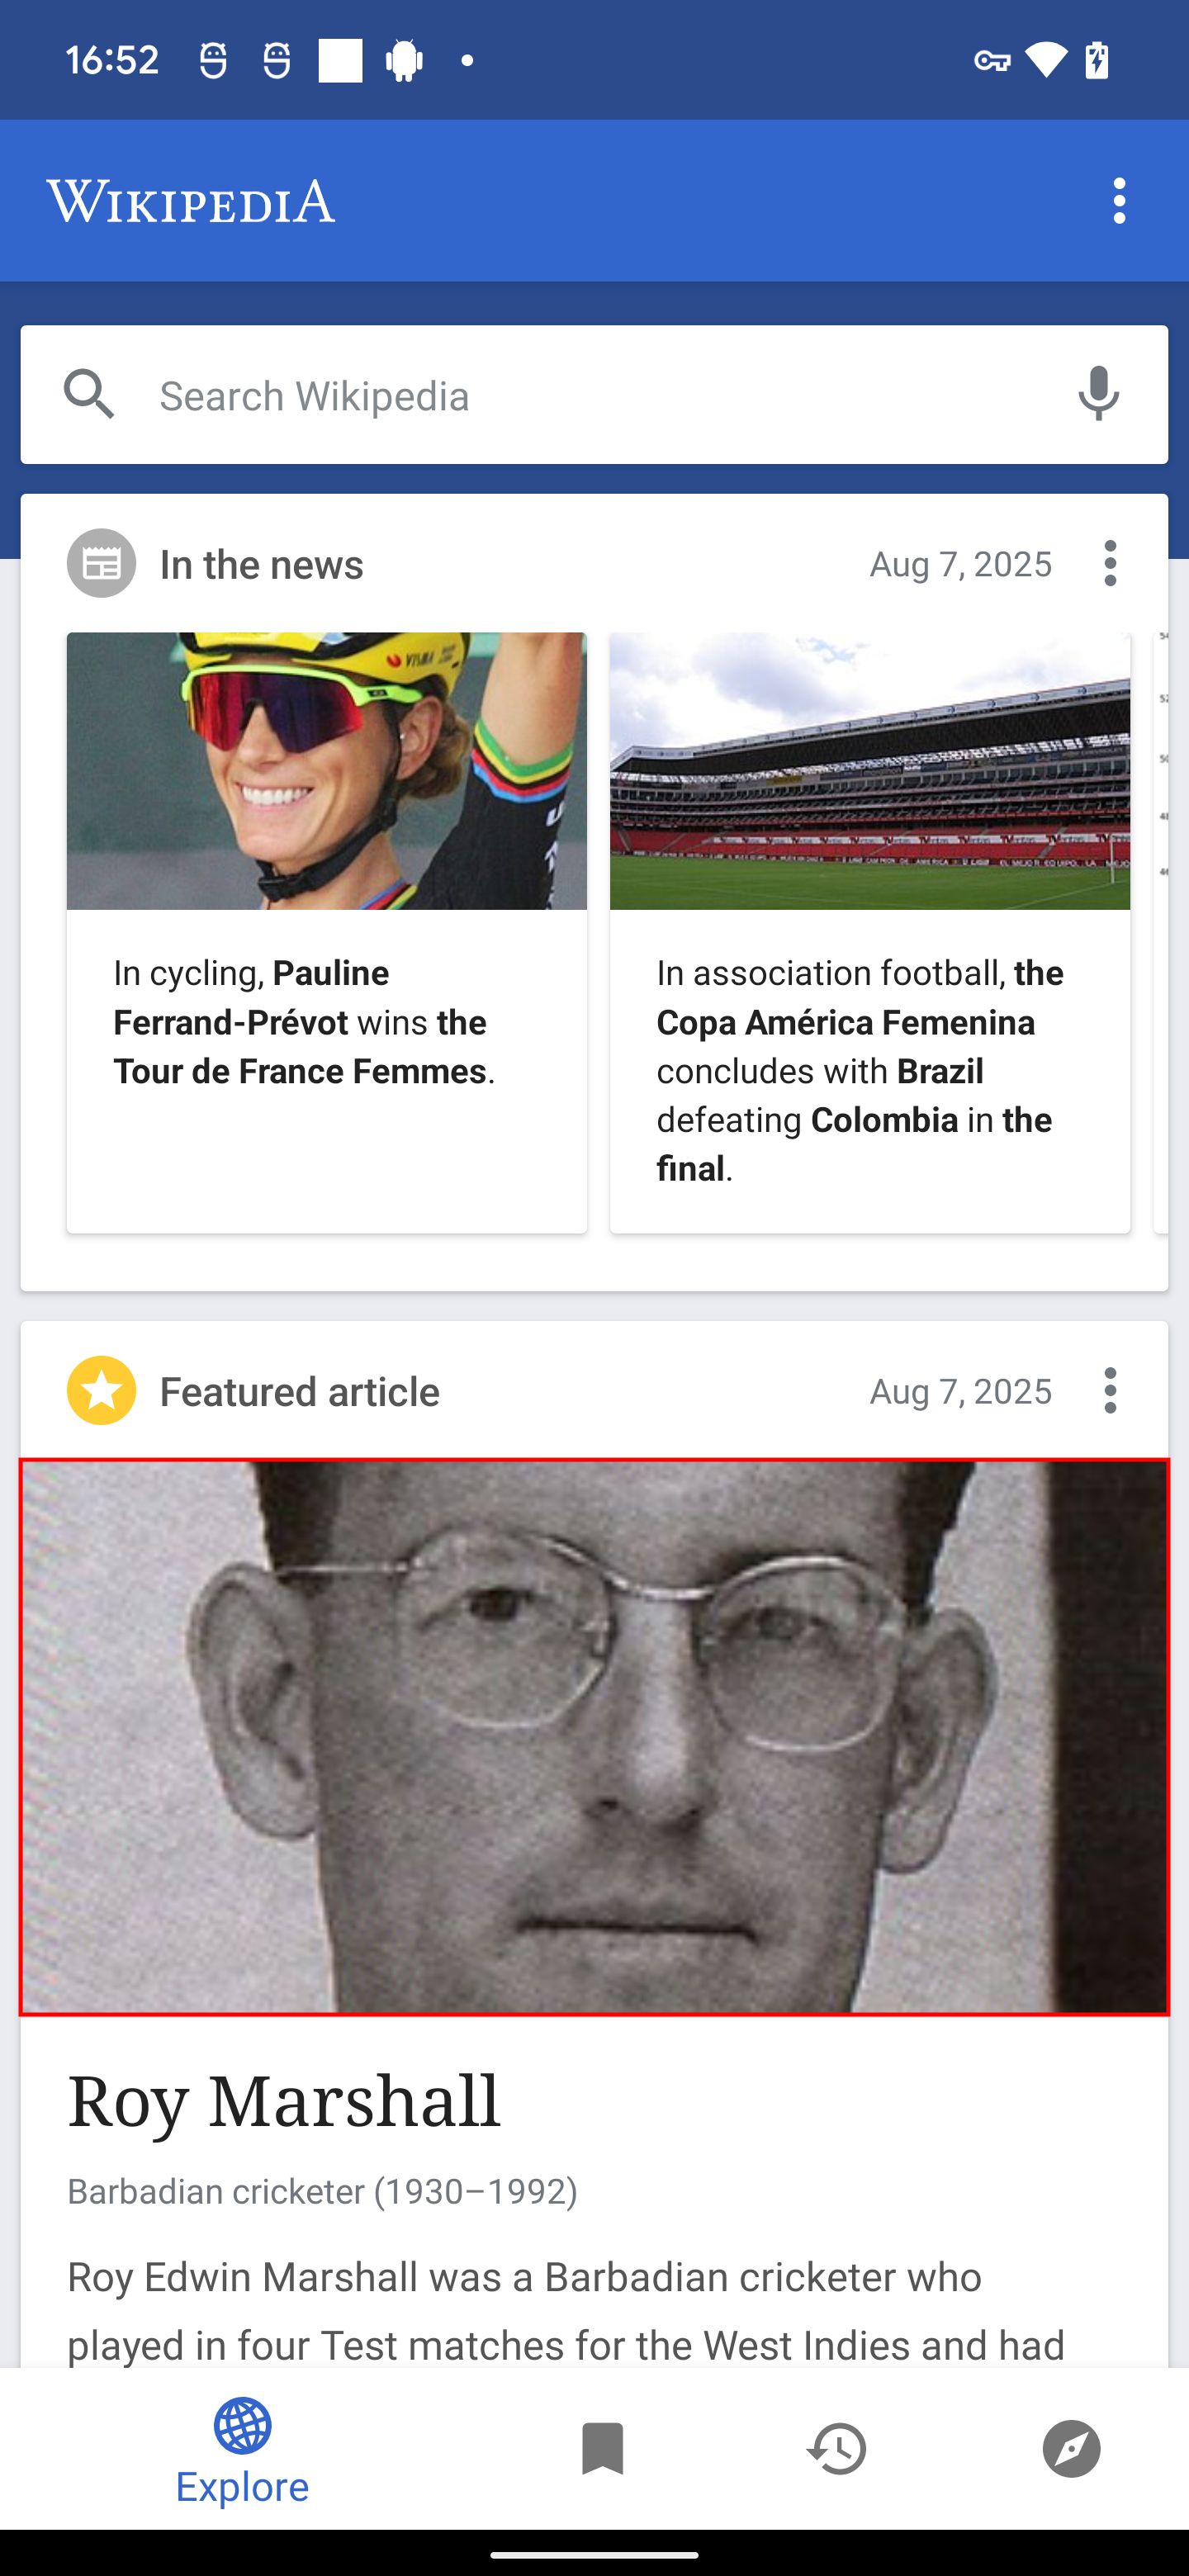 16:52
WIKIPEDIA
Search Wikipedia
In the news
Aug 7, 2025
In cycling, Pauline
Ferrand-Prévot wins the
Tour de France Femmes.
In association football, the
Copa América Femenina
concludes with Brazil
defeating Colombia in the
final.
Featured article
Aug 7, 2025
Roy Marshall
Barbadian cricketer (1930–1992)
Roy Edwin Marshall was a Barbadian cricketer who
played in four Test matches for the West Indies and had
Explore